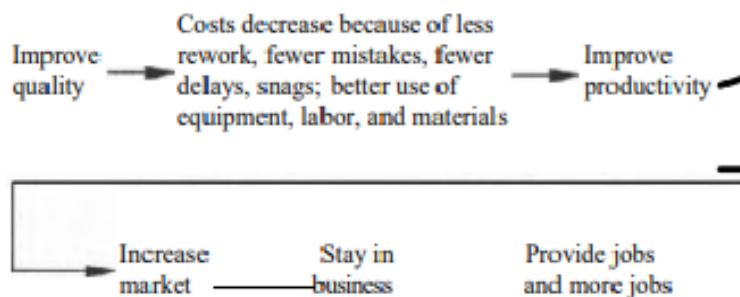 Improve
quality
Costs decrease because of less
rework, fewer mistakes, fewer
delays, snags; better use of
equipment, labor, and materials
Improve
productivity
Increase
market
Stay in
business
Provide jobs
and more jobs